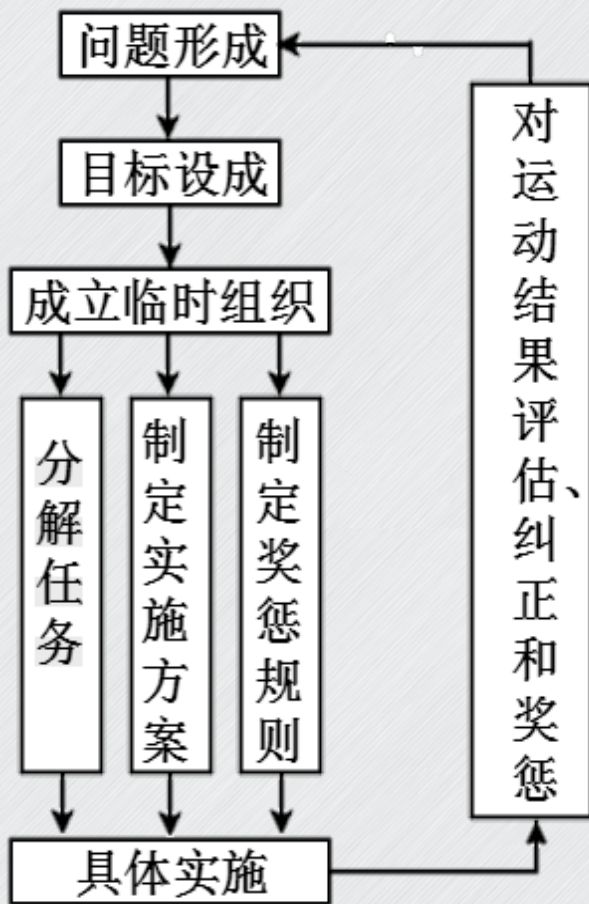 问题形成
目标设成
成立临时组织
分解任务
制定实施方案
制定奖惩规则
具体实施
对运动结果评估、纠正和奖惩